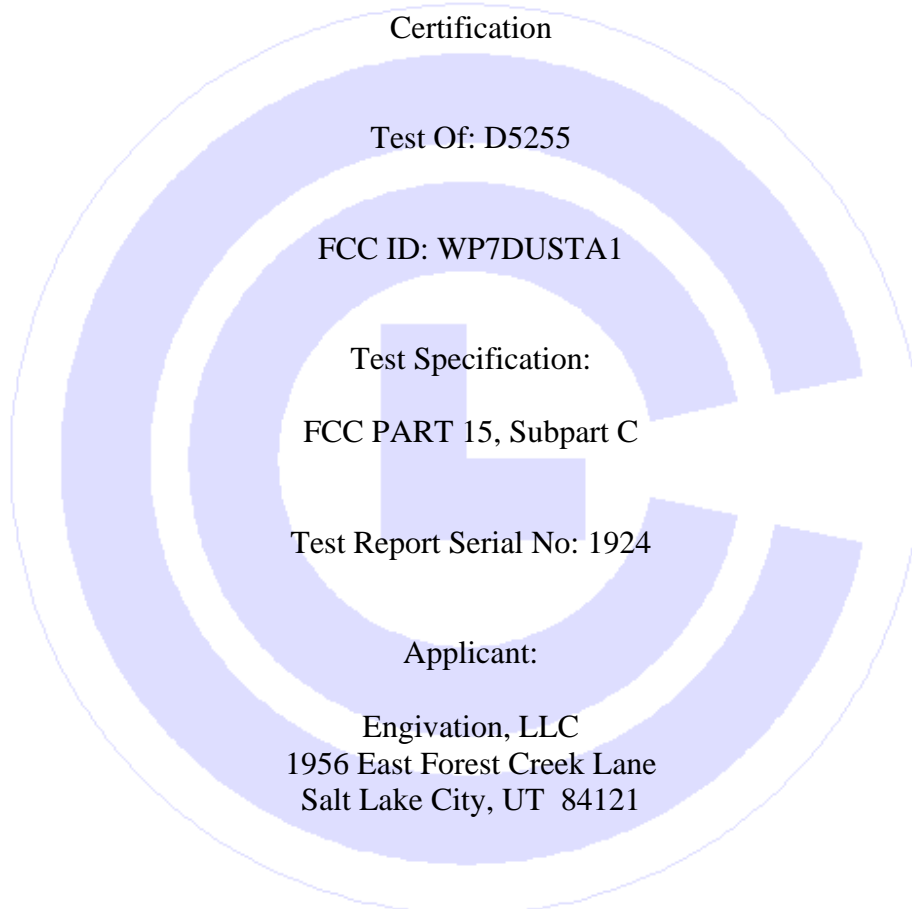 Certification
Test Of: D5255
FCC ID: WP7DUSTA1
Test Specification:
FCC PART 15, Subpart C
Test Report Serial No: 1924
Applicant:
Engivation, LLC
1956 East Forest Creek Lane
Salt Lake City, UT  84121